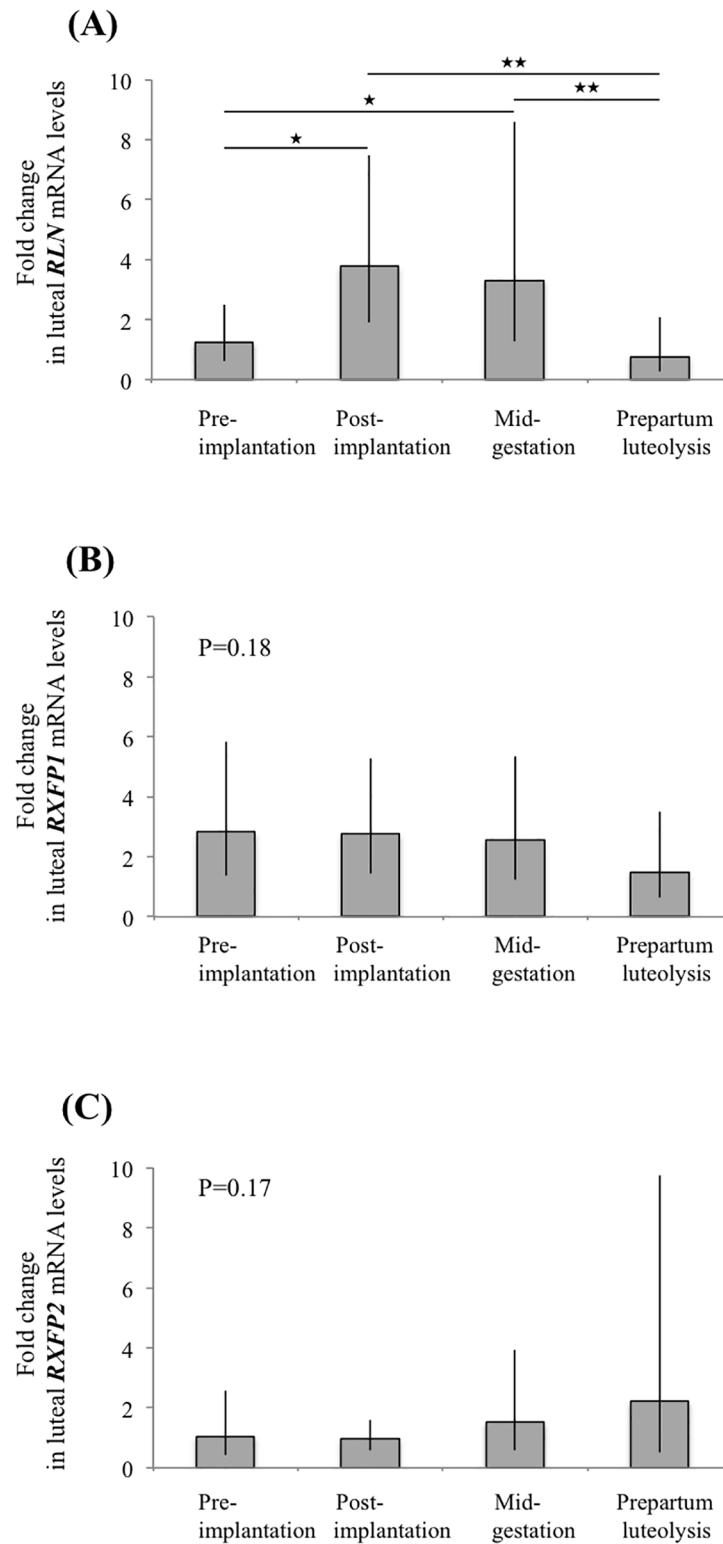 (A)
Fold change
in luteal RLN mRNA levels
10
8
6
4
2
0
★
★
★★
★★
Pre-
implantation
Post-
implantation
Mid-
gestation
Prepartum
luteolysis
(B)
Fold change
in luteal RXFP1 mRNA levels
10
8
6
4
2
0
P=0.18
Pre-
implantation
Post-
implantation
Mid-
gestation
Prepartum
luteolysis
(C)
Fold change
in luteal RXFP2 mRNA levels
10
8
6
4
2
0
P=0.17
Pre-
implantation
Post-
implantation
Mid-
gestation
Prepartum
luteolysis